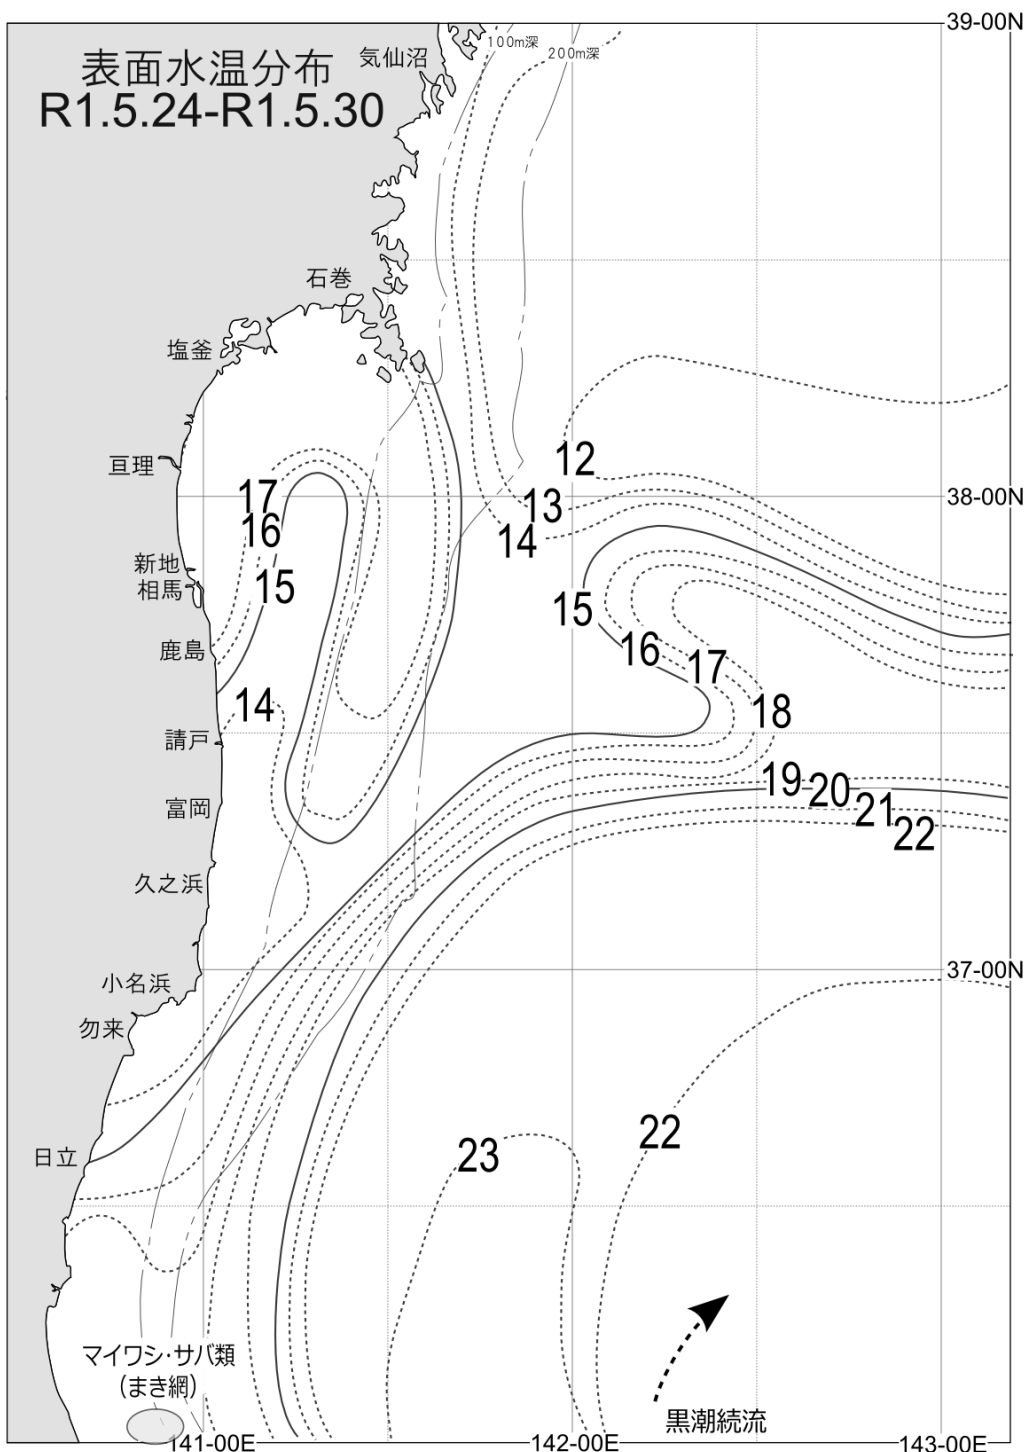 39-00N
100m深
200m深
気仙沼
表面水温分布
R1.5.24-R1.5.30
石巻
塩釜
亘理
12
17
38-00N
13
16
14
新地
相馬
15
15
鹿島
16
17
14
18
請戸
19
20
富岡
21
22
久之浜
37-00N
小名浜
勿来
22
23
日立
マイワシ・サバ類
(まき網)
黒潮続流
141-00E
142-00E
143-00E